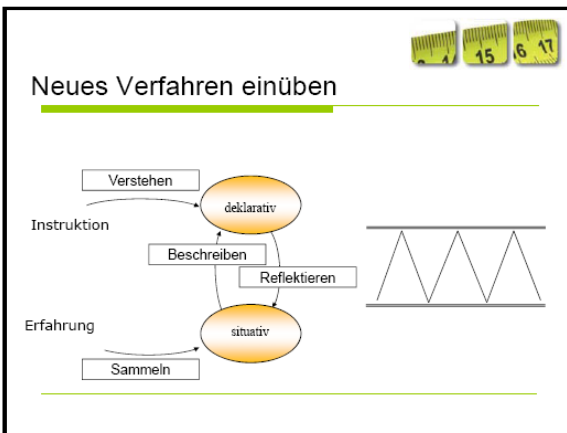 15
6 17
Neues Verfahren einüben
Verstehen
deklarativ
Instruktion
Beschreiben
Reflektieren
Erfahrung
situativ
Sammeln